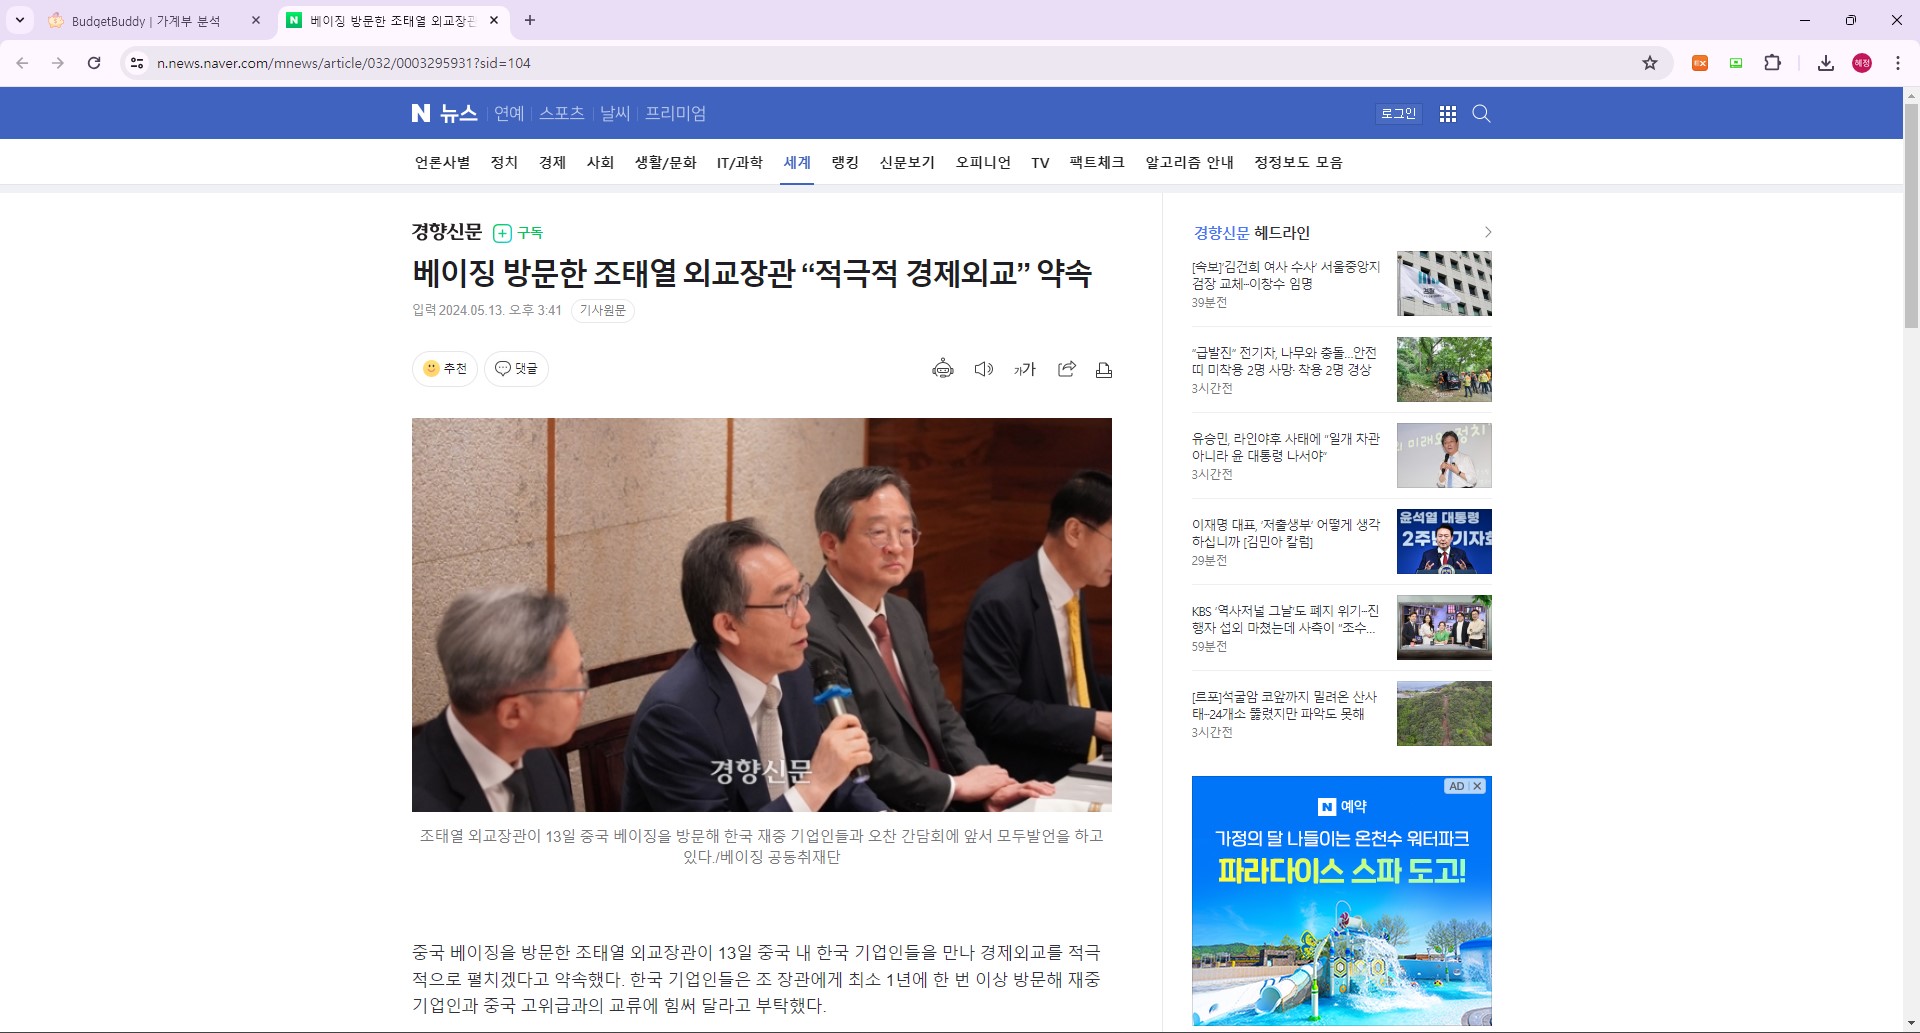 BudgetBuddy | 가계부 분석
베이징 방문한 조태열 외교장관
n.news.naver.com/mnews/article/032/0003295931?sid=104
혜정
N 뉴스 연예 스포츠 날씨 프리미엄
로그인
언론사별 정치 경제 사회 생활/문화 IT/과학 세계 랭킹 신문보기 오피니언 TV 팩트체크 알고리즘 안내 정정보도 모음
경향신문 구독
베이징 방문한 조태열 외교장관 “적극적 경제외교” 약속
입력 2024.05.13. 오후 3:41 기사원문
추천 댓글
가가
경향신문
조태열 외교장관이 13일 중국 베이징을 방문해 한국 재중 기업인들과 오찬 간담회에 앞서 모두발언을 하고
있다./베이징 공동취재단
중국 베이징을 방문한 조태열 외교장관이 13일 중국 내 한국 기업인들을 만나 경제외교를 적극
적으로 펼치겠다고 약속했다. 한국 기업인들은 조 장관에게 최소 1년에 한 번 이상 방문해 재중
기업인과 중국 고위급과의 교류에 힘써 달라고 부탁했다.
경향신문 헤드라인
[속보]‘김건희 여사 수사’ 서울중앙지
검장 교체…이창수 임명
39분전
“급발진” 전기차, 나무와 충돌…안전
띠 미착용 2명 사망· 착용 2명 경상
3시간전
유승민, 라인야후 사태에 “일개 차관
아니라 윤 대통령 나서야”
3시간전
이재명 대표, ‘저출생부’ 어떻게 생각
하십니까 [김민아 칼럼]
29분전
윤석열 대통령
2주년 기자회
KBS ‘역사저널 그날’도 폐지 위기…진
행자 섭외 마쳤는데 사측이 “조수...
59분전
[르포]석굴암 코앞까지 밀려온 산사
태…24개소 뚫렸지만 파악도 못해
3시간전
AD
N 예약
가정의 달 나들이는 온천수 워터파크
파라다이스 스파 도고!